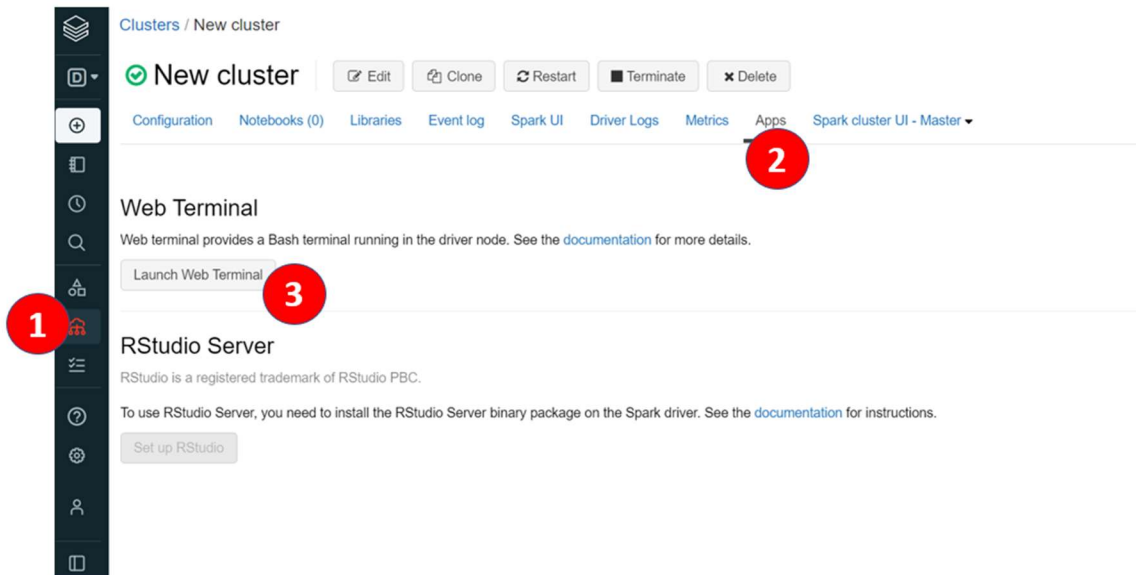 Clusters / New cluster
D
New cluster Edit Clone Restart Terminate Delete
Configuration Notebooks (0) Libraries Event log Spark UI Driver Logs Metrics Apps Spark cluster UI - Master
2
Web Terminal
Web terminal provides a Bash terminal running in the driver node. See the documentation for more details.
Launch Web Terminal
3
1
RStudio Server
RStudio is a registered trademark of RStudio PBC.
To use RStudio Server, you need to install the RStudio Server binary package on the Spark driver. See the documentation for instructions.
Set up RStudio